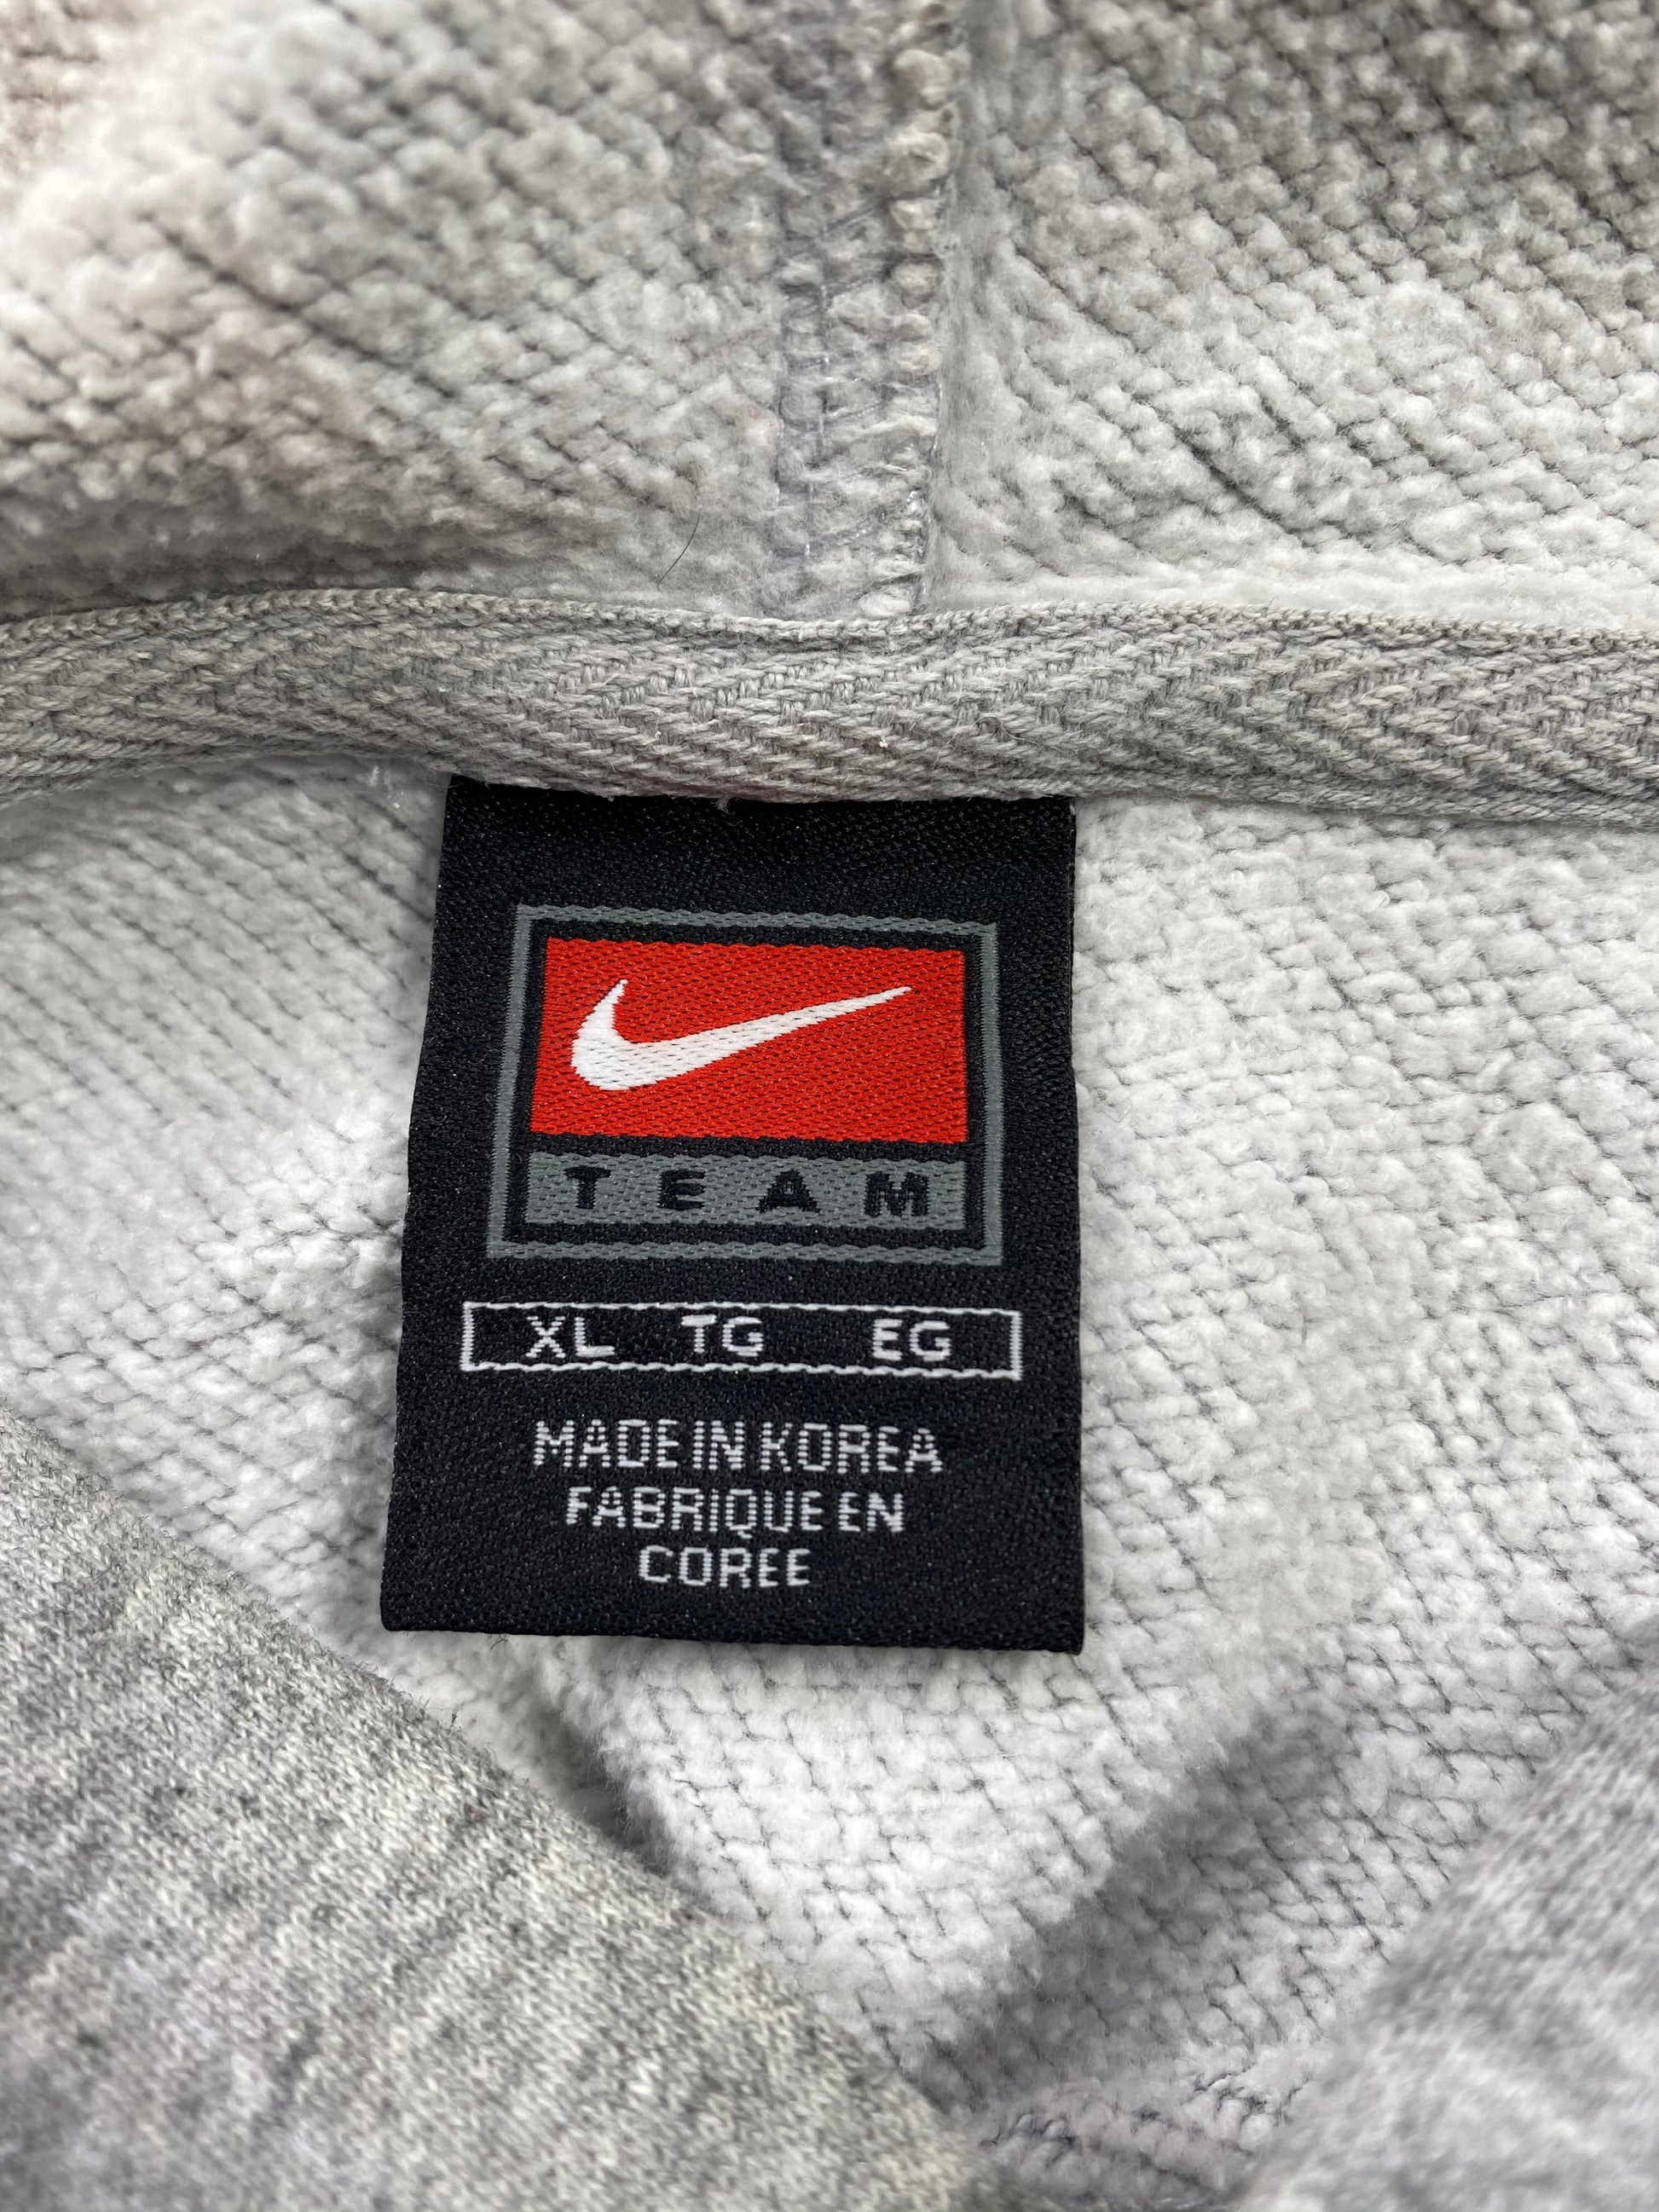 TEAM
XL TG EG
MADE IN KOREA
FABRIQUE EN
COREE